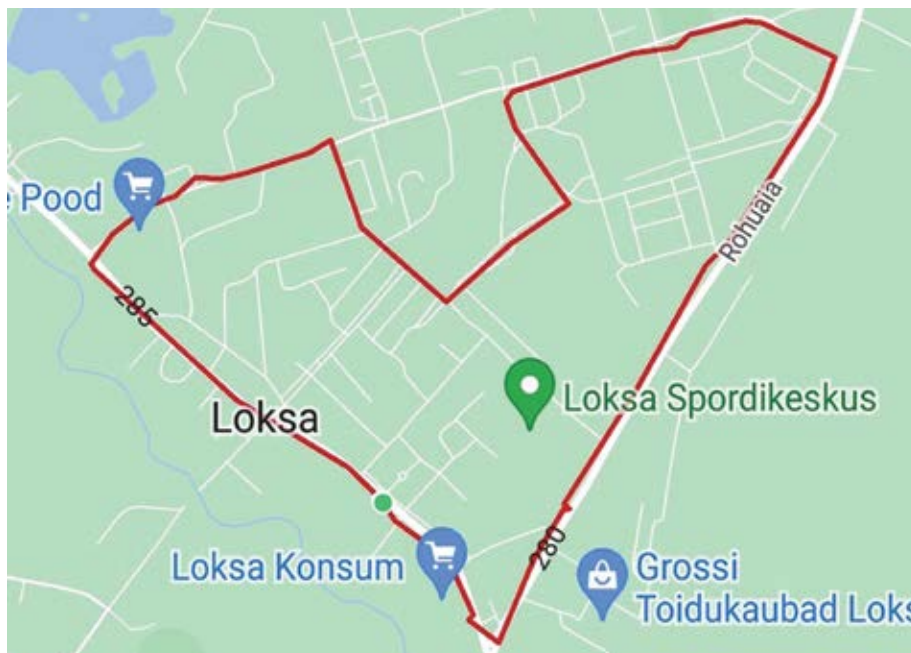 e Pood
Rohuaia
285
Loksa
Loksa Spordikeskus
280
Loksa Konsum
Grossi
Toidukaubad Loks